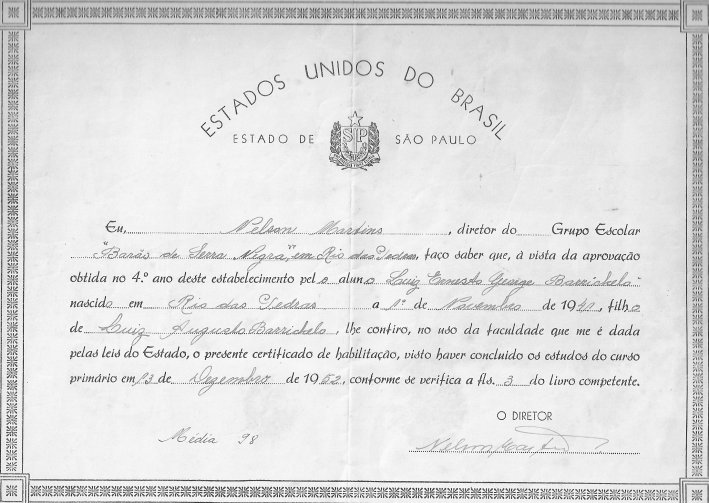 ESTADOS UNIDOS DO BRASIL
ESTADO DE SP SÃO PAULO
Eu, Nelson Martins, diretor do Grupo Escolar
"Barão de Serra Negra", em Rio das Pedras, faço saber que, à vista da aprovação
obtida no 4.º ano deste estabelecimento pelo aluno Luiz Ernesto George Barrichelo
nascido em Rio das Pedras a 1º de Novembro de 1941, filho
de Luiz Augusto Barrichelo, lhe confiro, no uso da faculdade que me é dada
pelas leis do Estado, o presente certificado de habilitação, visto haver concluido os estudos do curso
primário em 13 de Dezembro de 1952, conforme se verifica a fls. 3 do livro competente.
O DIRETOR
Média 98
Nelson Martins